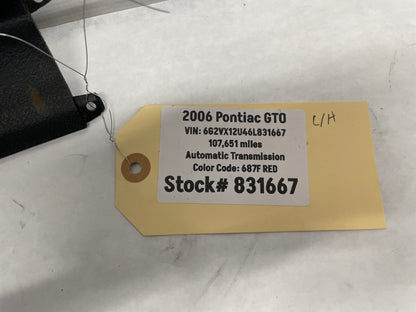 2006 Pontiac GTO
L/H
VIN: 6G2VX12U46L831667
107,651 miles
Automatic Transmission
Color Code: 687F RED
Stock# 831667